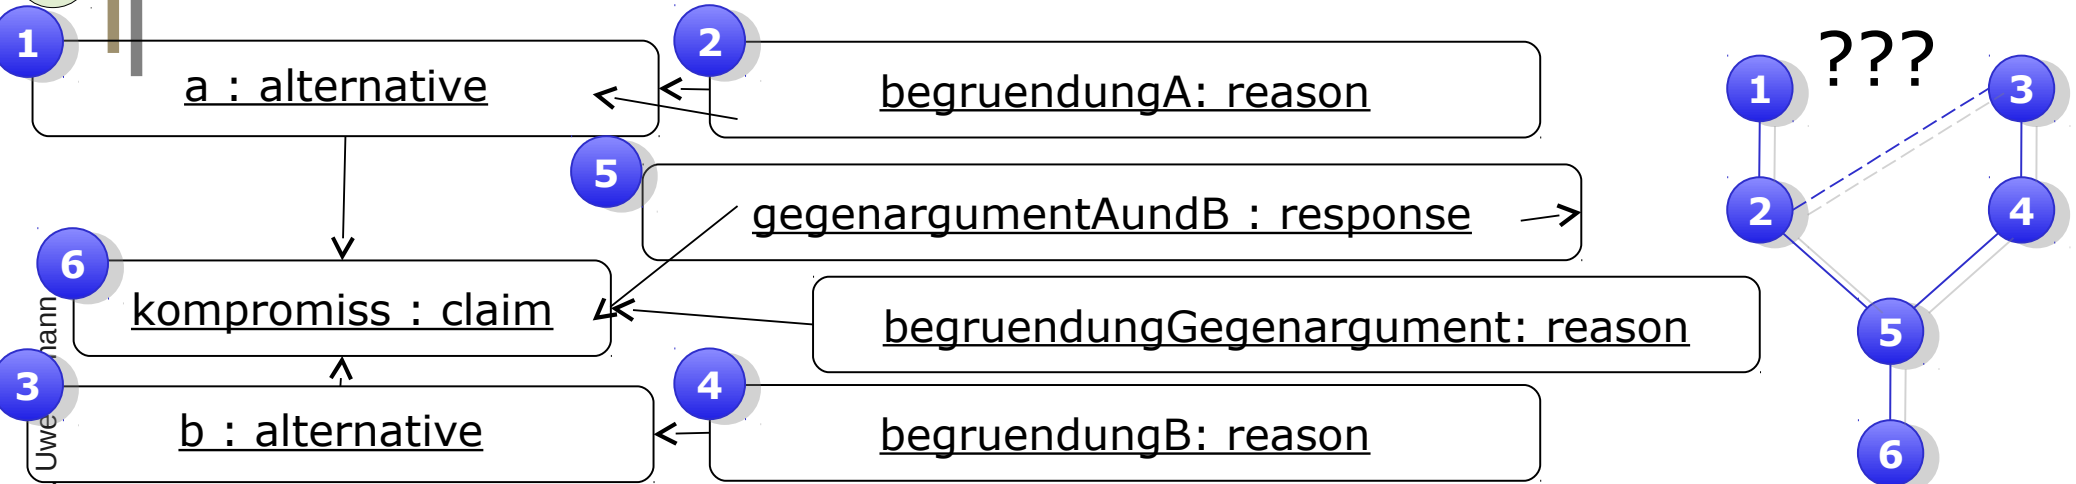 1
a : alternative
2
begruendungA: reason
5
gegenargumentAundB : response
6
kompromiss : claim
begruendungGegenargument: reason
3
b : alternative
4
begruendungB: reason
Uwe
???
1
3
2
4
5
6